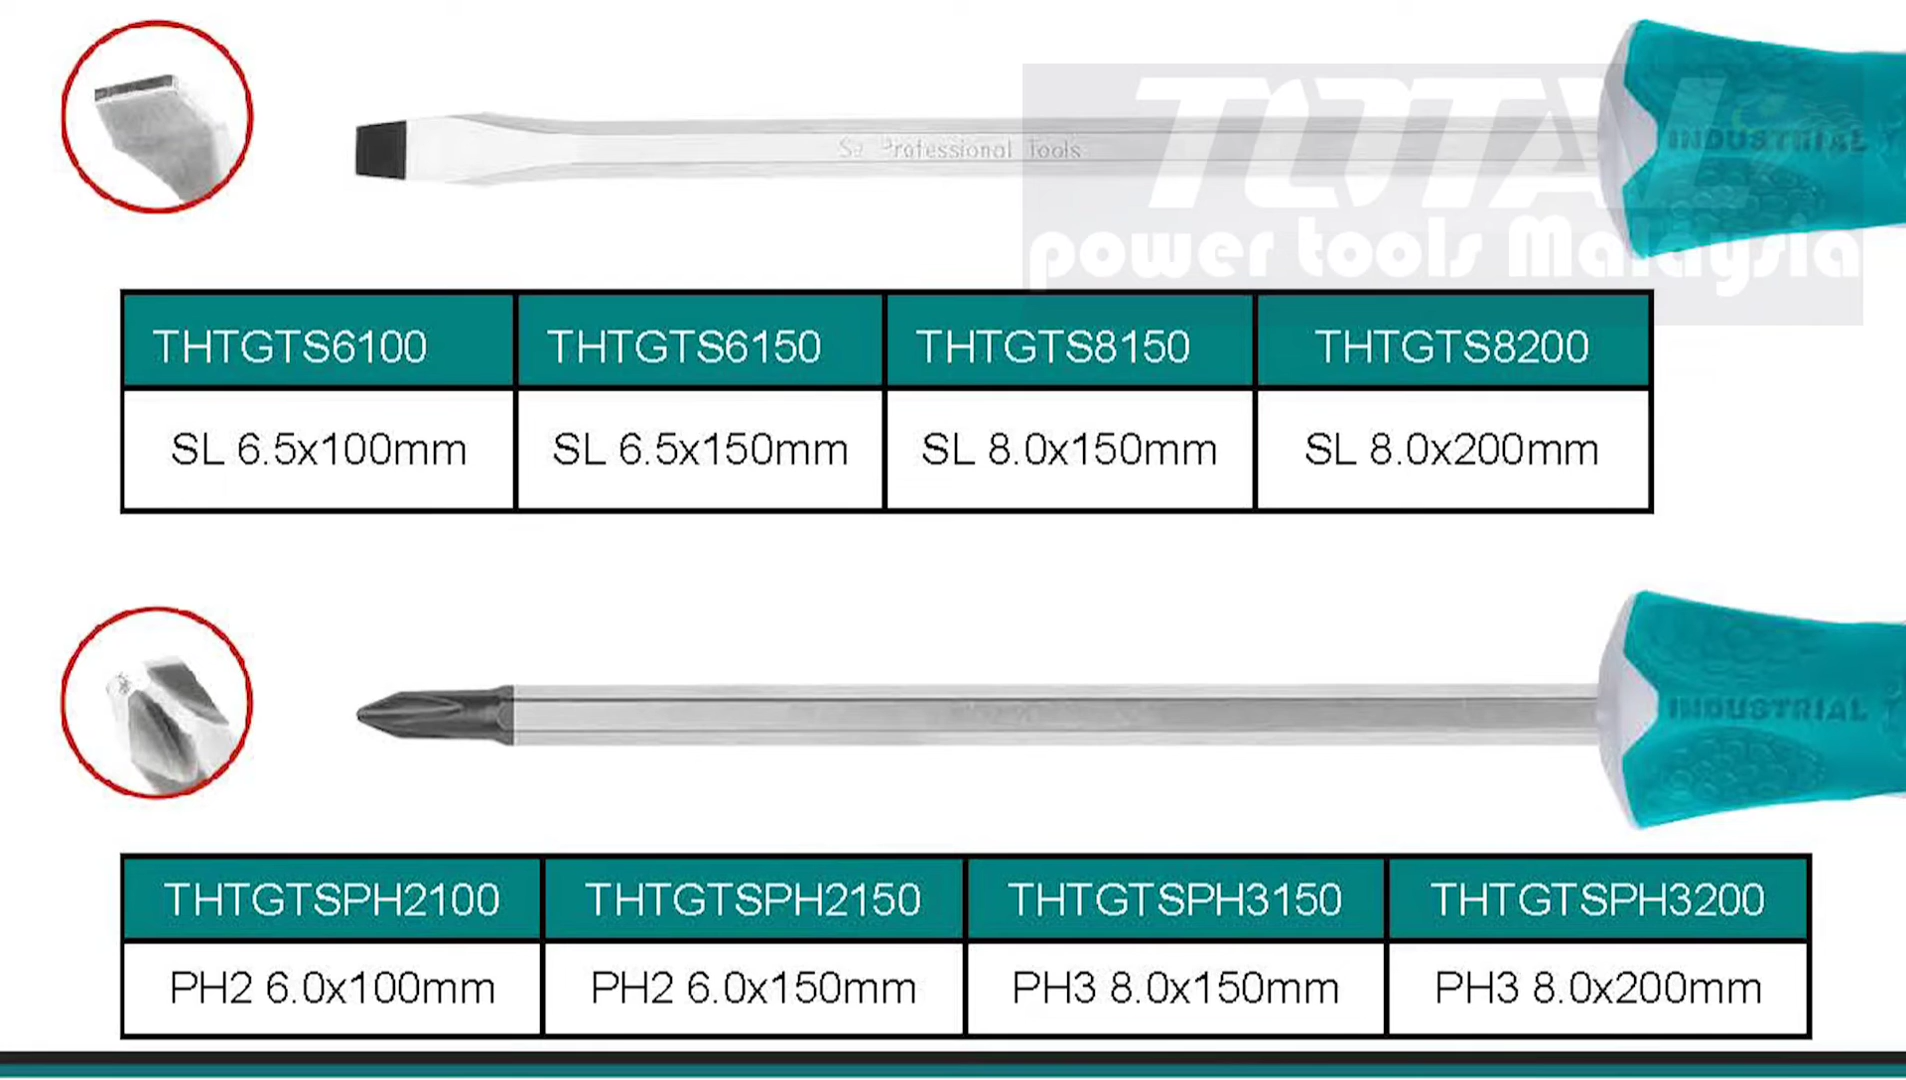 TOTAL
Professional Tools
INDUSTRIAL
power tools Malaysia
THTGTS6100 THTGTS6150 THTGTS8150 THTGTS8200
SL 6.5x100mm SL 6.5x150mm SL 8.0x150mm SL 8.0x200mm
INDUSTRIAL
THTGTSPH2100 THTGTSPH2150 THTGTSPH3150 THTGTSPH3200
PH2 6.0x100mm PH2 6.0x150mm PH3 8.0x150mm PH3 8.0x200mm